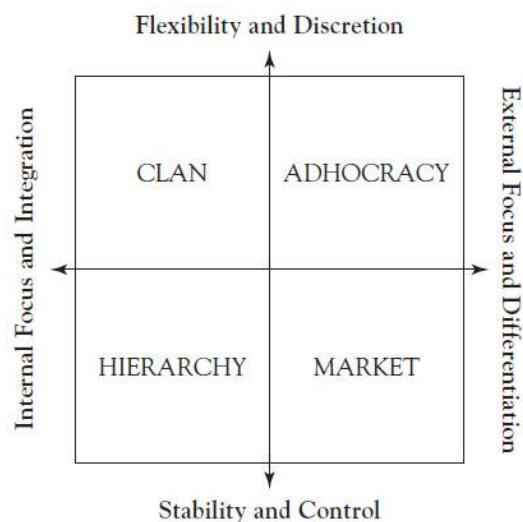 Flexibility and Discretion
Internal Focus and Integration
External Focus and Differentiation
CLAN
ADHOCRACY
HIERARCHY
MARKET
Stability and Control